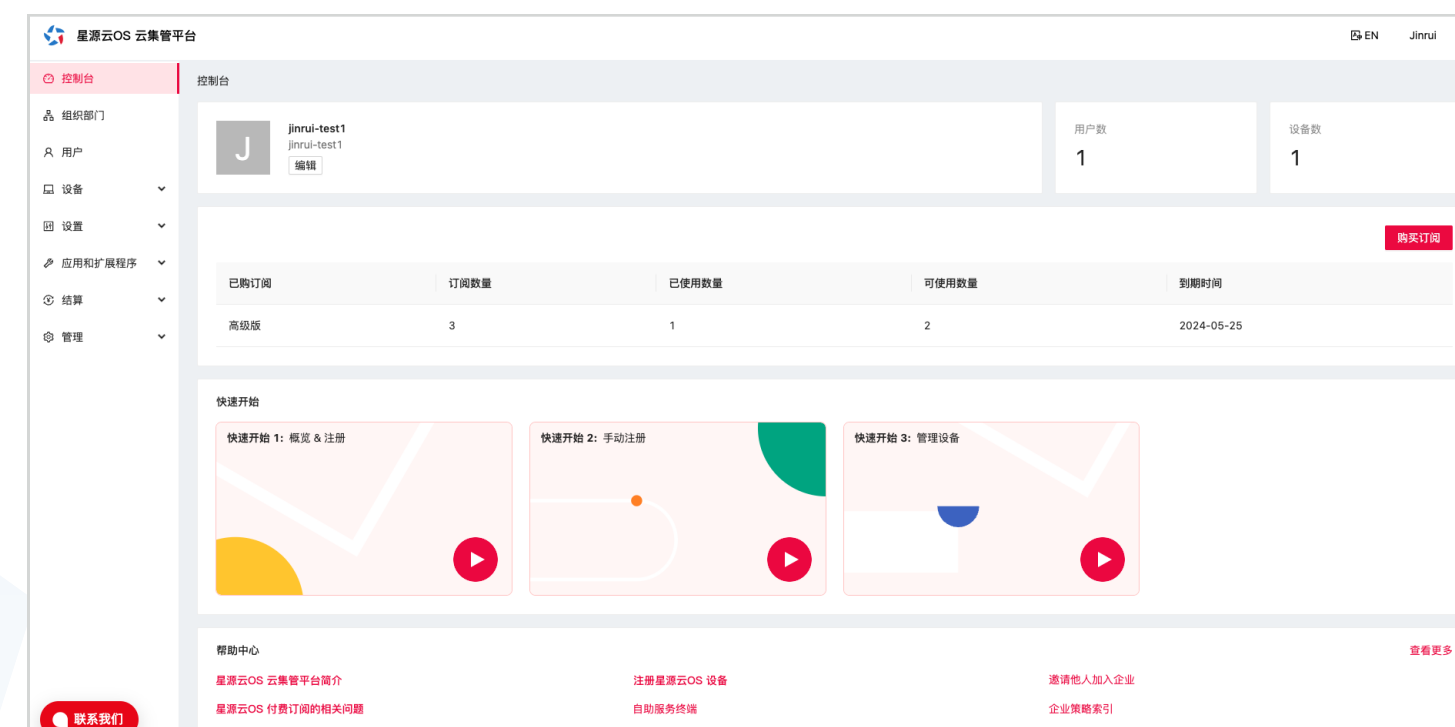 星源云OS 云集管平台
EN Jinrui
控制台
组织部门
用户
设备
设置
应用和扩展程序
结算
管理
控制台
J
jinrui-test1
jinrui-test1
编辑
用户数
1
设备数
1
购买订阅
已购订阅 订阅数量 已使用数量 可使用数量 到期时间
高级版 3 1 2 2024-05-25
快速开始
快速开始 1: 概览 & 注册
快速开始 2: 手动注册
快速开始 3: 管理设备
帮助中心 查看更多
星源云OS 云集管平台简介 注册星源云OS 设备 邀请他人加入企业
星源云OS 付费订阅的相关问题 自助服务终端 企业策略索引
联系我们